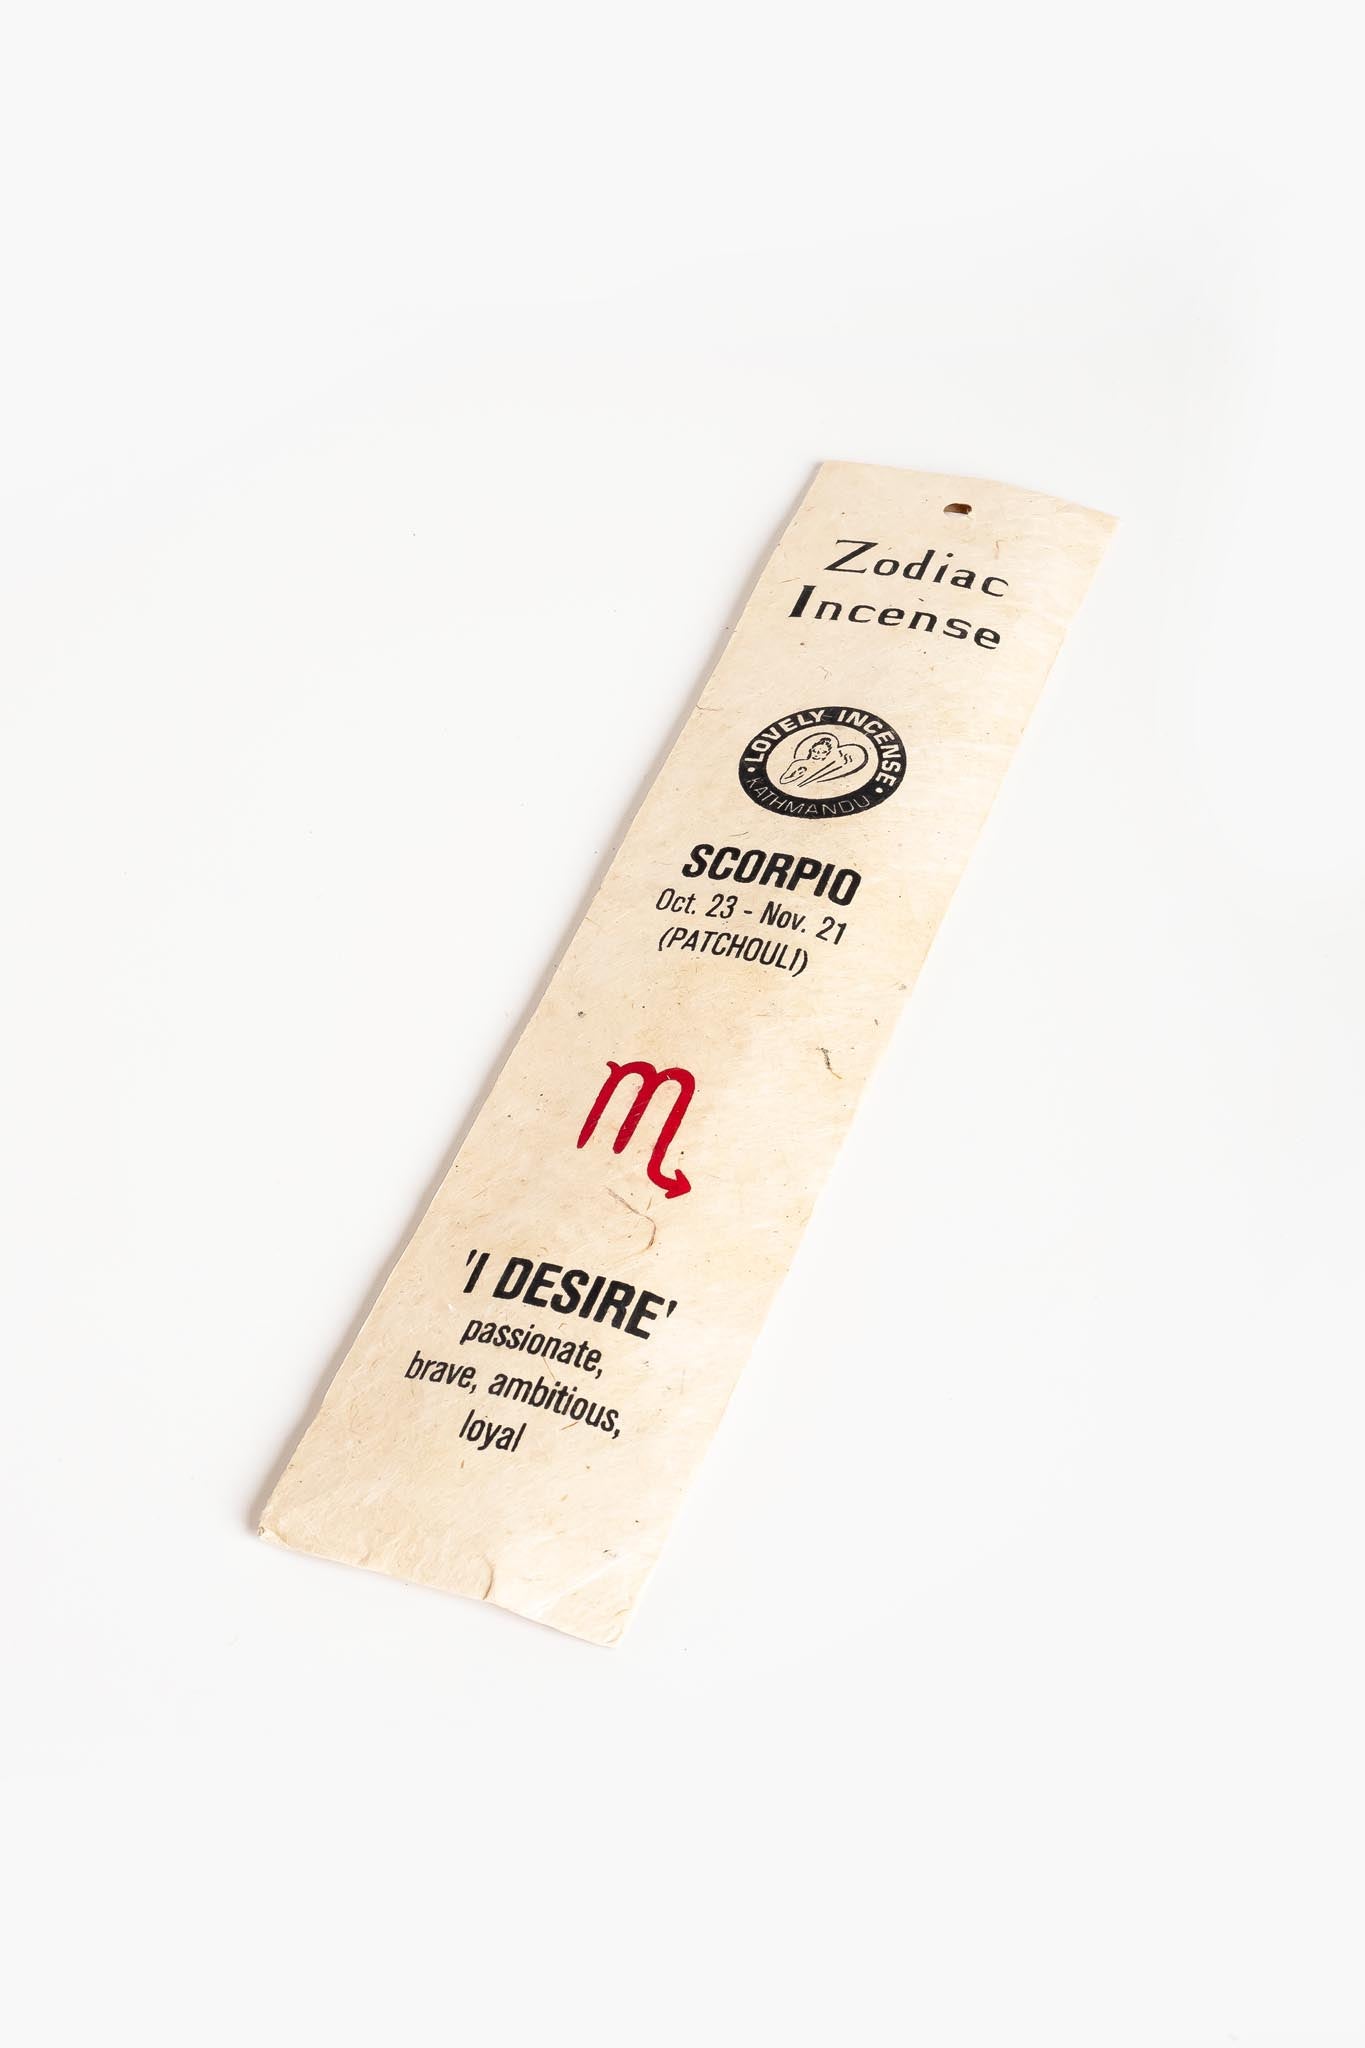 Zodiac
Incense
• LOVELY INCENSE •
KATHMANDU
SCORPIO
Oct. 23 - Nov. 21
(PATCHOULI)
'I DESIRE'
passionate,
brave, ambitious,
loyal